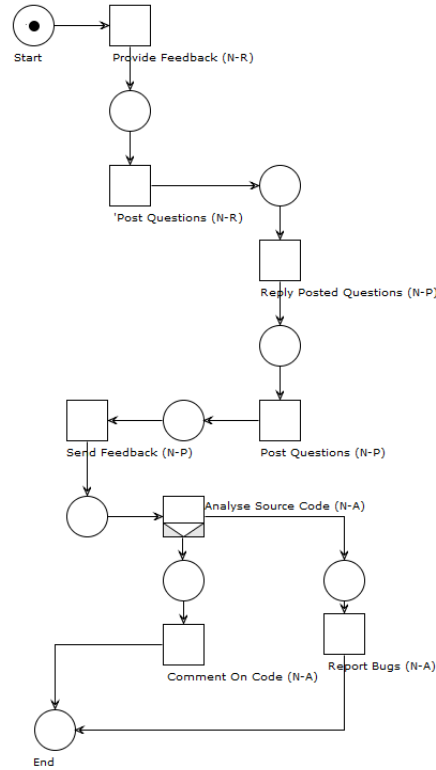 Start
Provide Feedback (N-R)
'Post Questions (N-R)
Reply Posted Questions (N-P)
Send Feedback (N-P)
Post Questions (N-P)
Analyse Source Code (N-A)
Comment On Code (N-A)
Report Bugs (N-A)
End